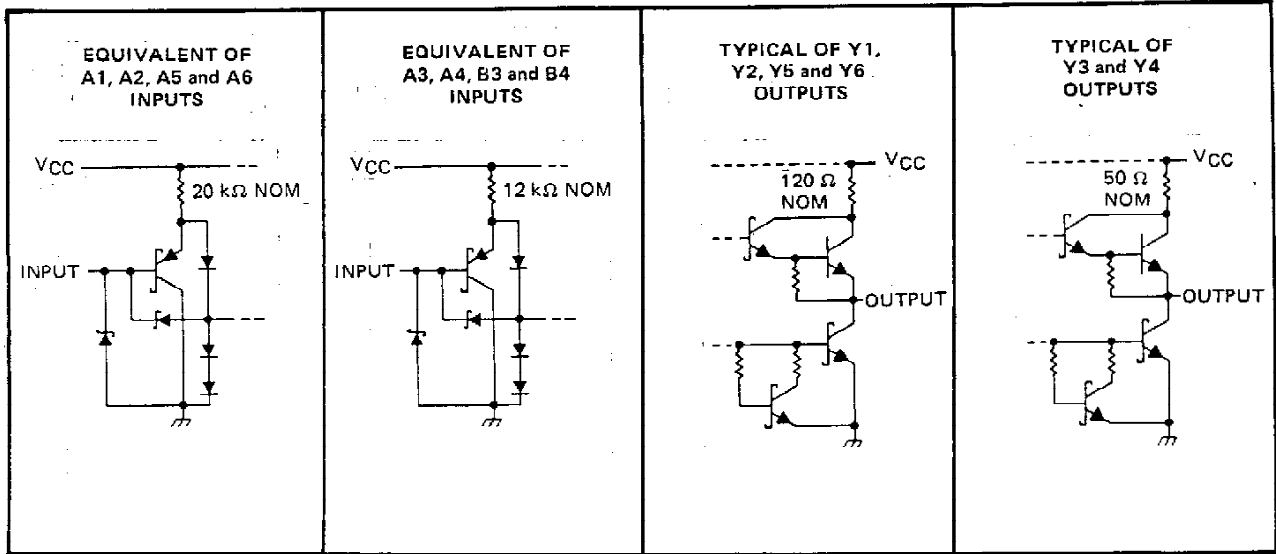 EQUIVALENT OF
A1, A2, A5 and A6
INPUTS
VCC
20 kΩ NOM
INPUT
EQUIVALENT OF
A3, A4, B3 and B4
INPUTS
VCC
12 kΩ NOM
INPUT
TYPICAL OF Y1,
Y2, Y5 and Y6
OUTPUTS
VCC
120 Ω
NOM
OUTPUT
TYPICAL OF
Y3 and Y4
OUTPUTS
VCC
50 Ω
NOM
OUTPUT